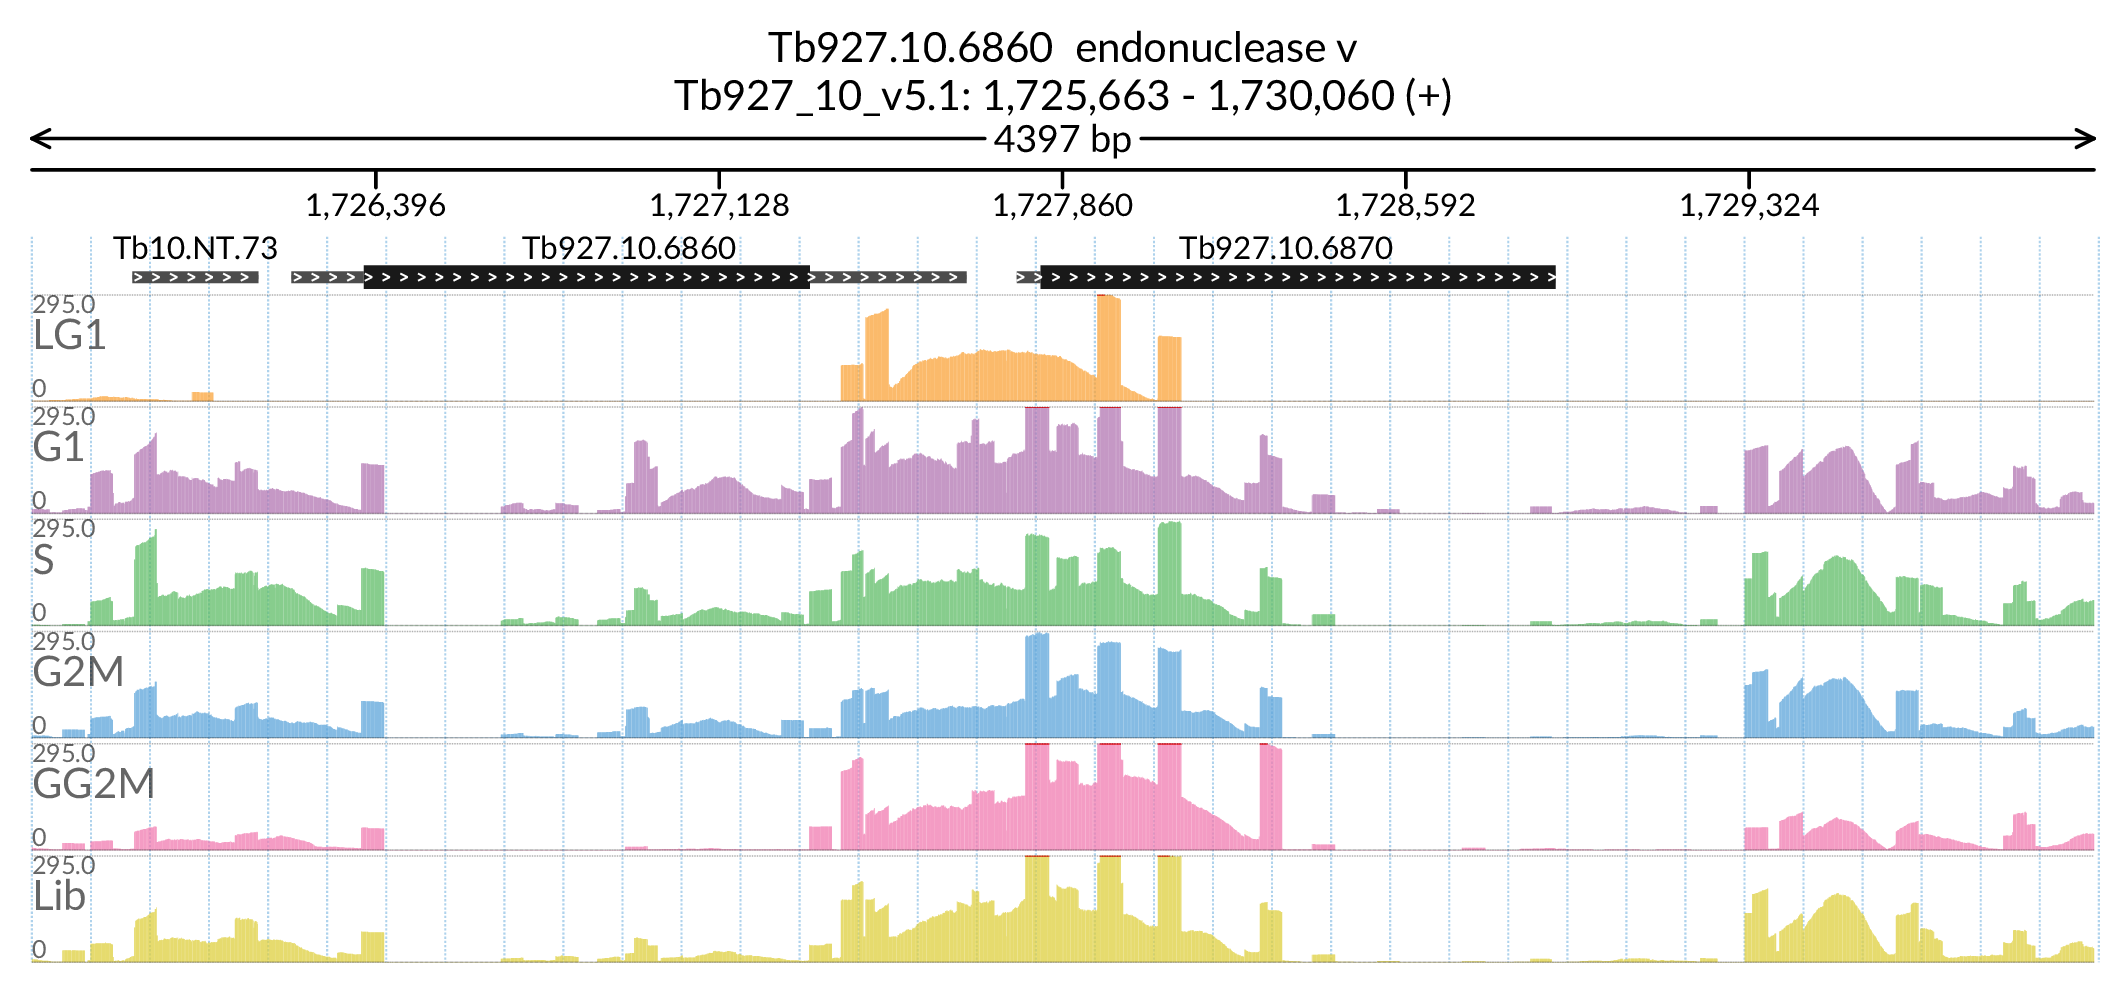 Tb927.10.6860 endonuclease v
Tb927_10_v5.1: 1,725,663 - 1,730,060 (+)
4397 bp
1,726,396 1,727,128 1,727,860 1,728,592 1,729,324
Tb10.NT.73 Tb927.10.6860 Tb927.10.6870
295.0
LG1
0
295.0
G1
0
295.0
S
0
295.0
G2M
0
295.0
GG2M
0
295.0
Lib
0